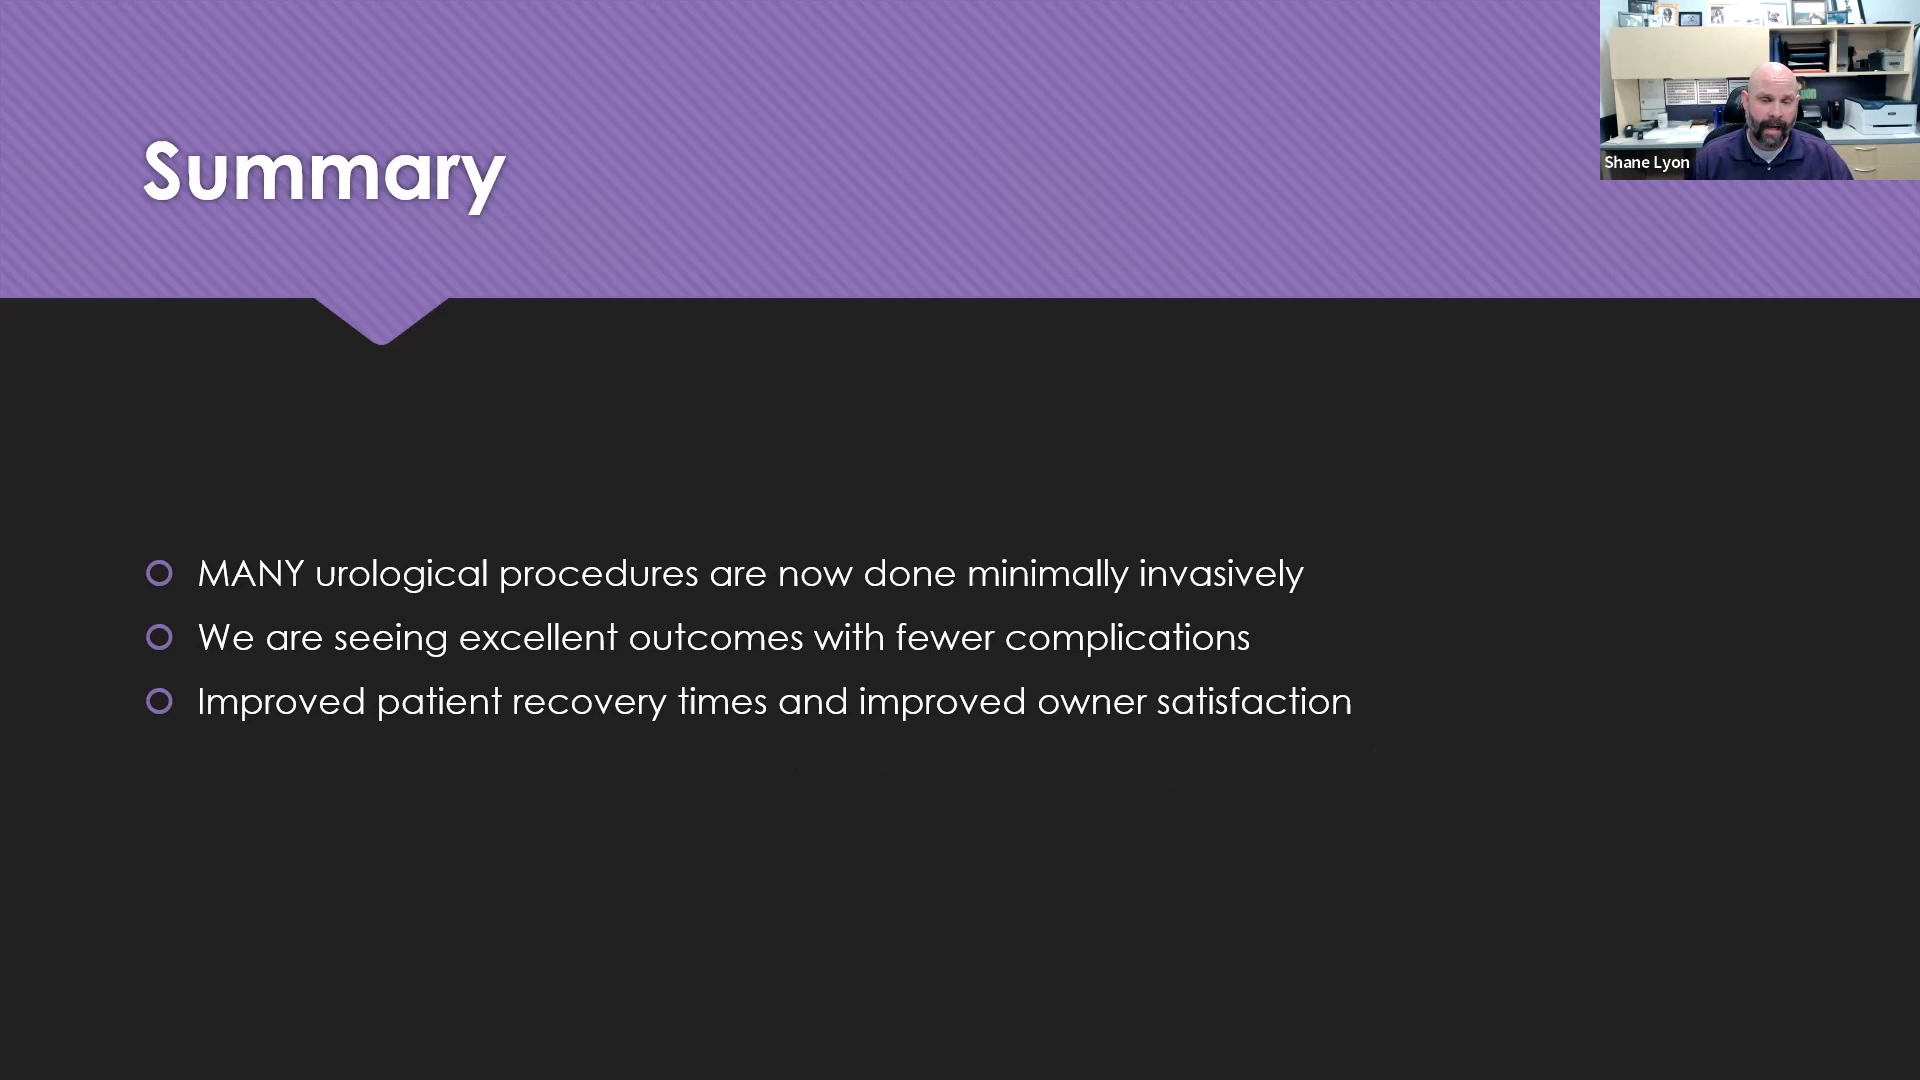 Summary
Shane Lyon
MANY urological procedures are now done minimally invasively
We are seeing excellent outcomes with fewer complications
Improved patient recovery times and improved owner satisfaction